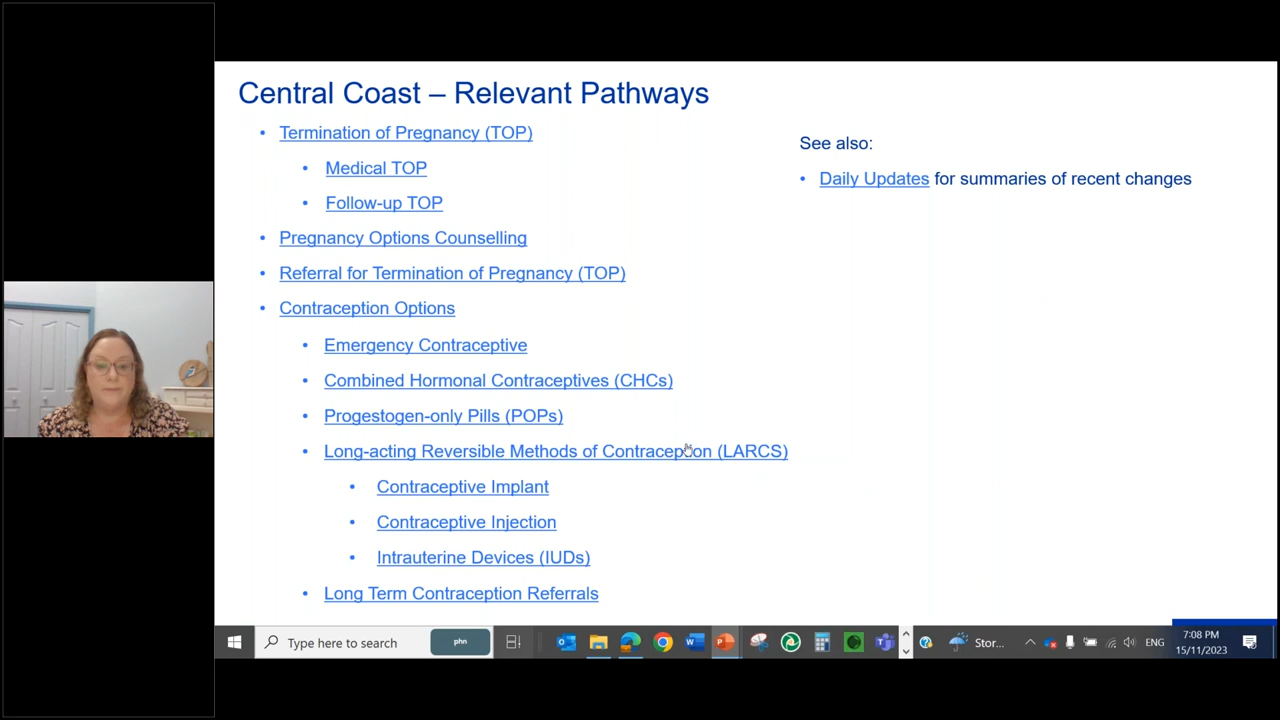 Central Coast – Relevant Pathways
• Termination of Pregnancy (TOP)
• Medical TOP
• Follow-up TOP
• Pregnancy Options Counselling
• Referral for Termination of Pregnancy (TOP)
• Contraception Options
• Emergency Contraceptive
• Combined Hormonal Contraceptives (CHCs)
• Progestogen-only Pills (POPs)
• Long-acting Reversible Methods of Contraception (LARCS)
• Contraceptive Implant
• Contraceptive Injection
• Intrauterine Devices (IUDs)
• Long Term Contraception Referrals
See also:
• Daily Updates for summaries of recent changes
Type here to search
phn
Stor...
ENG
7:08 PM
15/11/2023